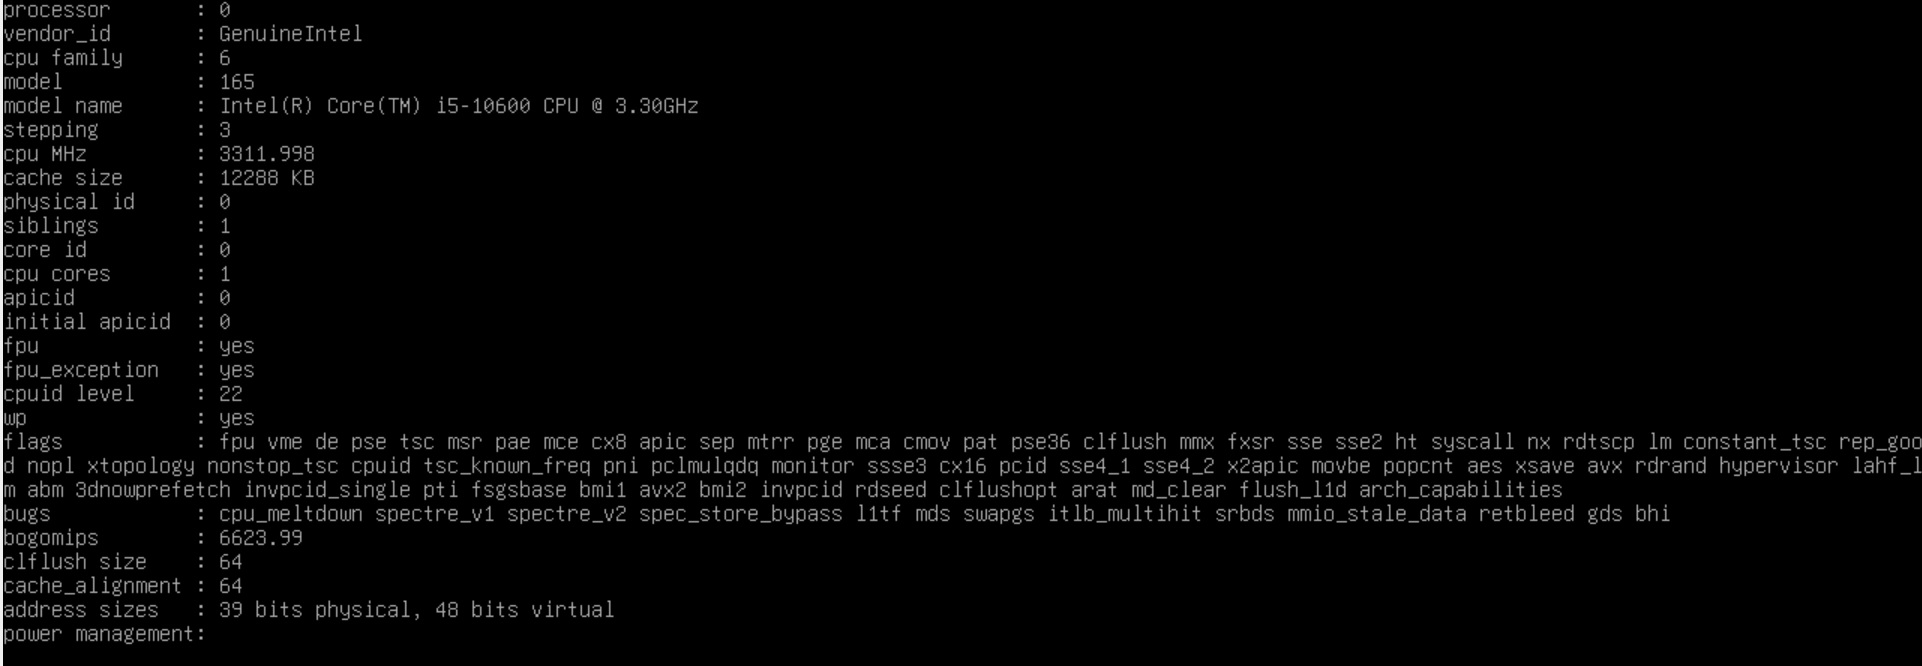 processor : 0
vendor_id : GenuineIntel
cpu family : 6
model : 165
model name : Intel(R) Core(TM) i5-10600 CPU @ 3.30GHz
stepping : 3
cpu MHz : 3311.998
cache size : 12288 KB
physical id : 0
siblings : 1
core id : 0
cpu cores : 1
apicid : 0
initial apicid : 0
fpu : yes
fpu_exception : yes
cpuid level : 22
wp : yes
flags : fpu vme de pse tsc msr pae mce cx8 apic sep mtrr pge mca cmov pat pse36 clflush mmx fxsr sse sse2 ht syscall nx rdtscp lm constant_tsc rep_goo
d nopl xtopology nonstop_tsc cpuid tsc_known_freq pni pclmulqdq monitor ssse3 cx16 pcid sse4_1 sse4_2 x2apic movbe popcnt aes xsave avx rdrand hypervisor lahf_l
m abm 3dnowprefetch invpcid_single pti fsgsbase bmi1 avx2 bmi2 invpcid rdseed clflushopt arat md_clear flush_l1d arch_capabilities
bugs : cpu_meltdown spectre_v1 spectre_v2 spec_store_bypass l1tf mds swapgs itlb_multihit srbds mmio_stale_data retbleed gds bhi
bogomips : 6623.99
clflush size : 64
cache_alignment : 64
address sizes : 39 bits physical, 48 bits virtual
power management: